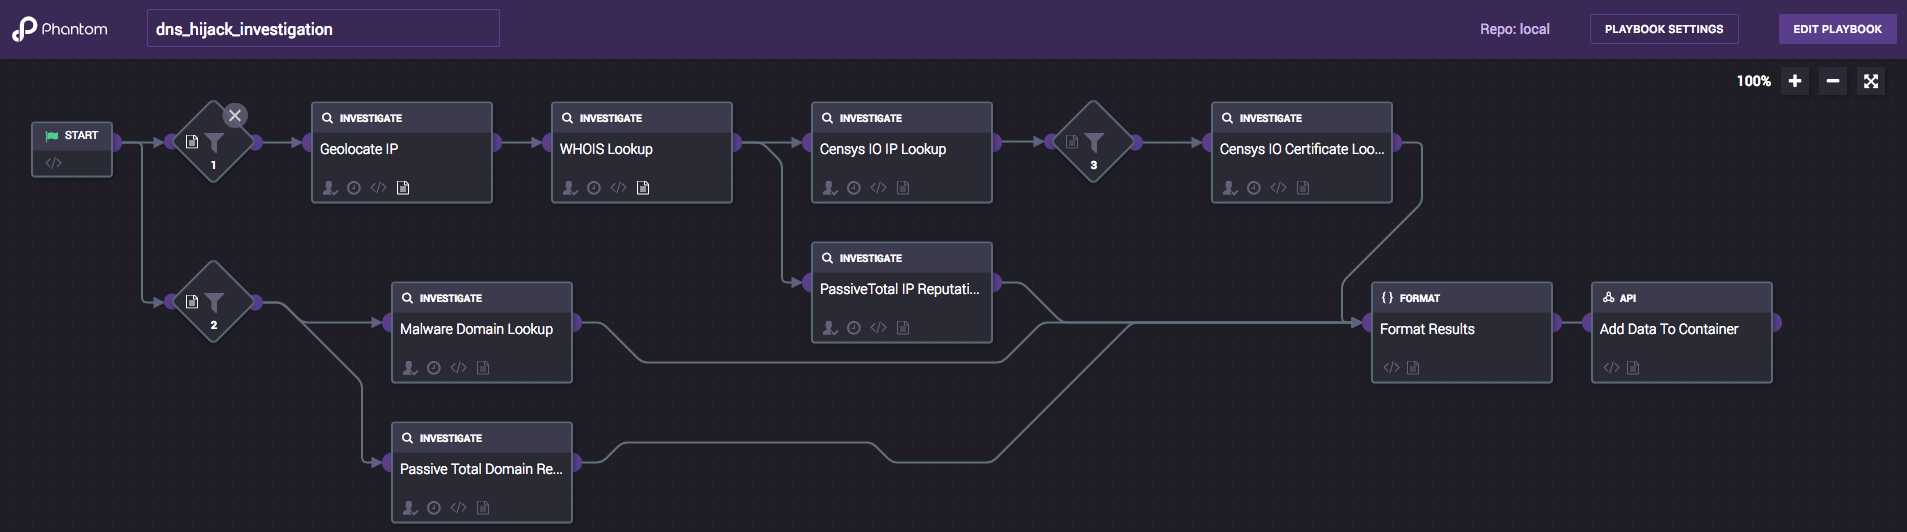 Phantom
dns_hijack_investigation
Repo: local
PLAYBOOK SETTINGS
EDIT PLAYBOOK
100%
START
</>
1
INVESTIGATE
Geolocate IP
</>
INVESTIGATE
WHOIS Lookup
</>
INVESTIGATE
Censys IO IP Lookup
</>
3
INVESTIGATE
Censys IO Certificate Loo...
</>
INVESTIGATE
PassiveTotal IP Reputati...
</>
2
INVESTIGATE
Malware Domain Lookup
</>
INVESTIGATE
Passive Total Domain Re...
</>
{} FORMAT
Format Results
</>
API
Add Data To Container
</>